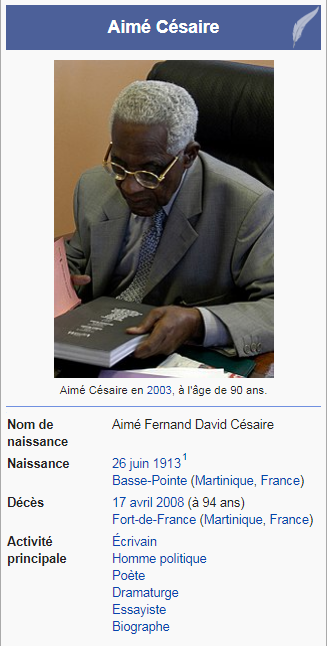 Aimé Césaire
Aimé Césaire en 2003, à l'âge de 90 ans.
Nom de naissance
Aimé Fernand David Césaire
Naissance
26 juin 1913¹
Basse-Pointe (Martinique, France)
Décès
17 avril 2008 (à 94 ans)
Fort-de-France (Martinique, France)
Activité principale
Écrivain
Homme politique
Poète
Dramaturge
Essayiste
Biographe